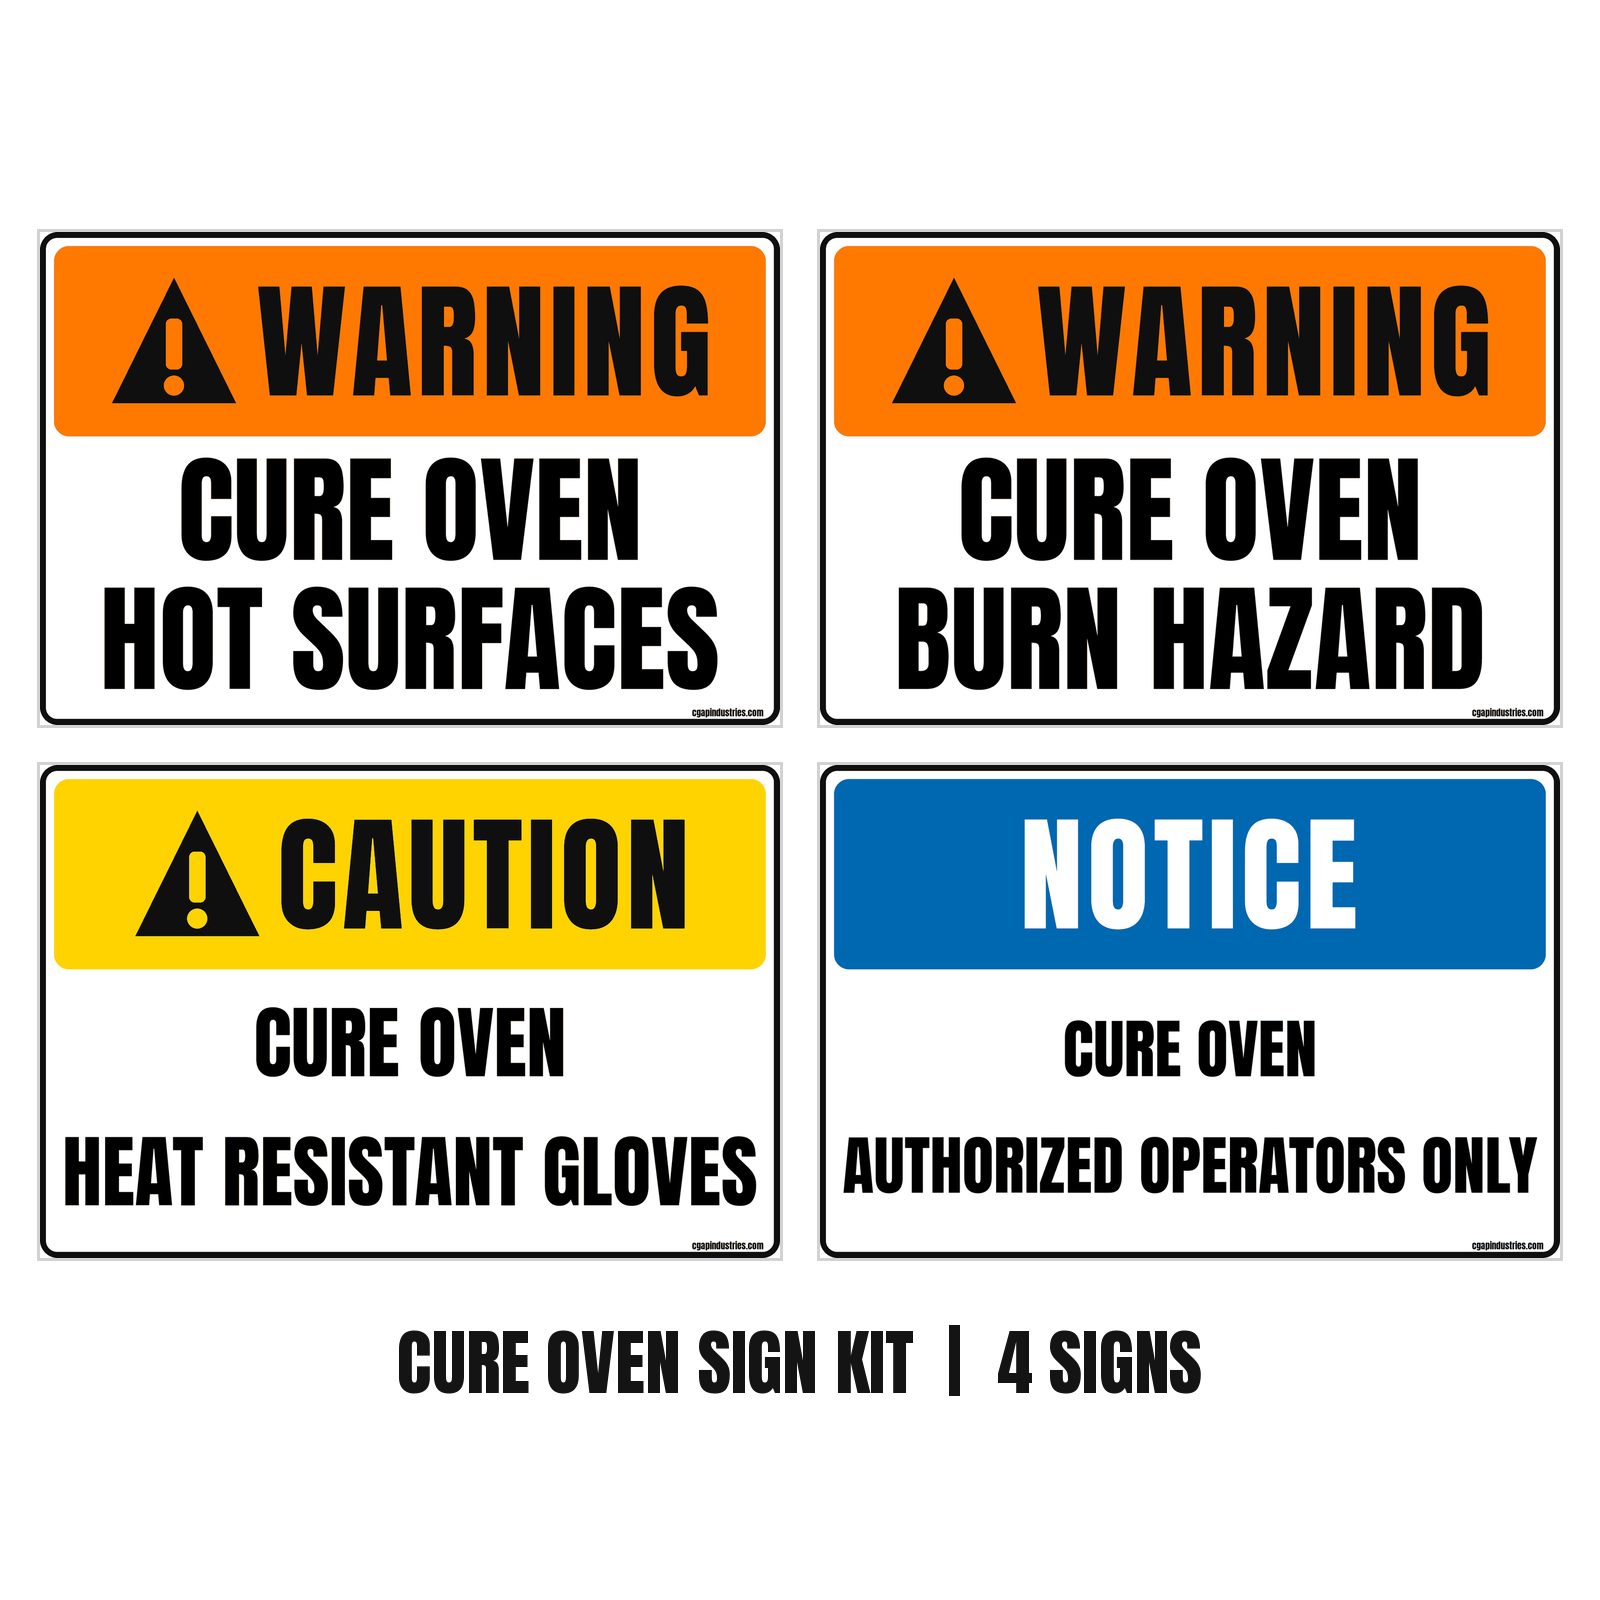 WARNING
CURE OVEN
HOT SURFACES
cgapindustries.com
WARNING
CURE OVEN
BURN HAZARD
cgapindustries.com
CAUTION
CURE OVEN
HEAT RESISTANT GLOVES
cgapindustries.com
NOTICE
CURE OVEN
AUTHORIZED OPERATORS ONLY
cgapindustries.com
CURE OVEN SIGN KIT | 4 SIGNS